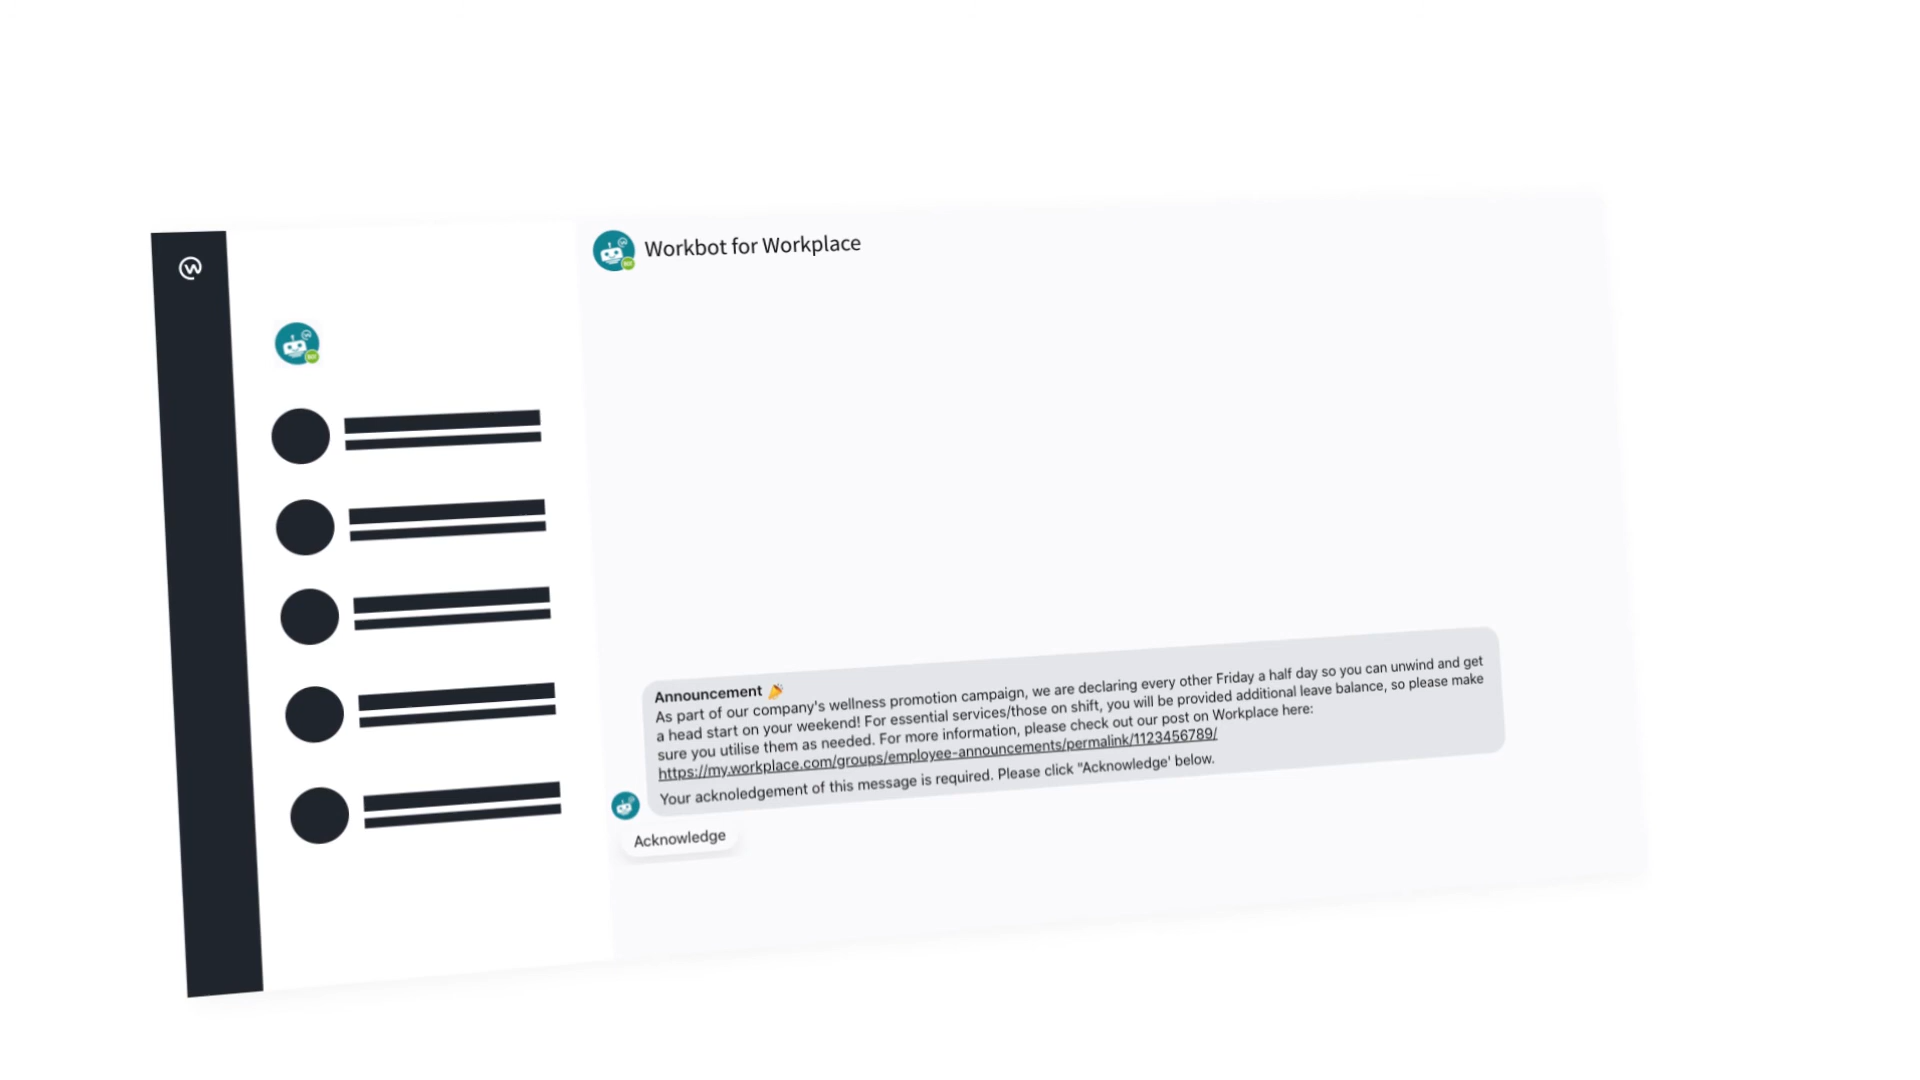 Workbot for Workplace
Announcement 🎉
As part of our company's wellness promotion campaign, we are declaring every other Friday a half day so you can unwind and get
a head start on your weekend! For essential services/those on shift, you will be provided additional leave balance, so please make
sure you utilise them as needed. For more information, please check out our post on Workplace here:
https://my.workplace.com/groups/employee-announcements/permalink/1123456789/
Your acknoledgement of this message is required. Please click "Acknowledge' below.
Acknowledge